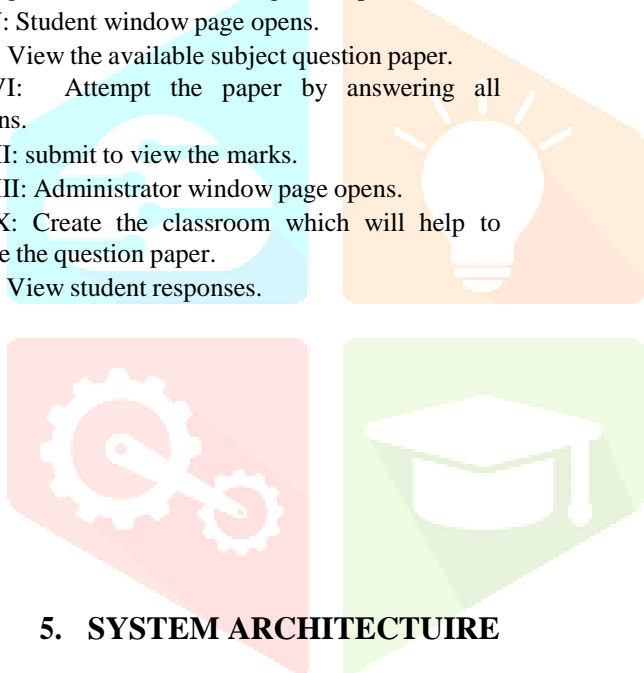 : Student window page opens.
View the available subject question paper.
VI: Attempt the paper by answering all
ns.
II: submit to view the marks.
III: Administrator window page opens.
X: Create the classroom which will help to
e the question paper.
View student responses.
5. SYSTEM ARCHITECTUIRE